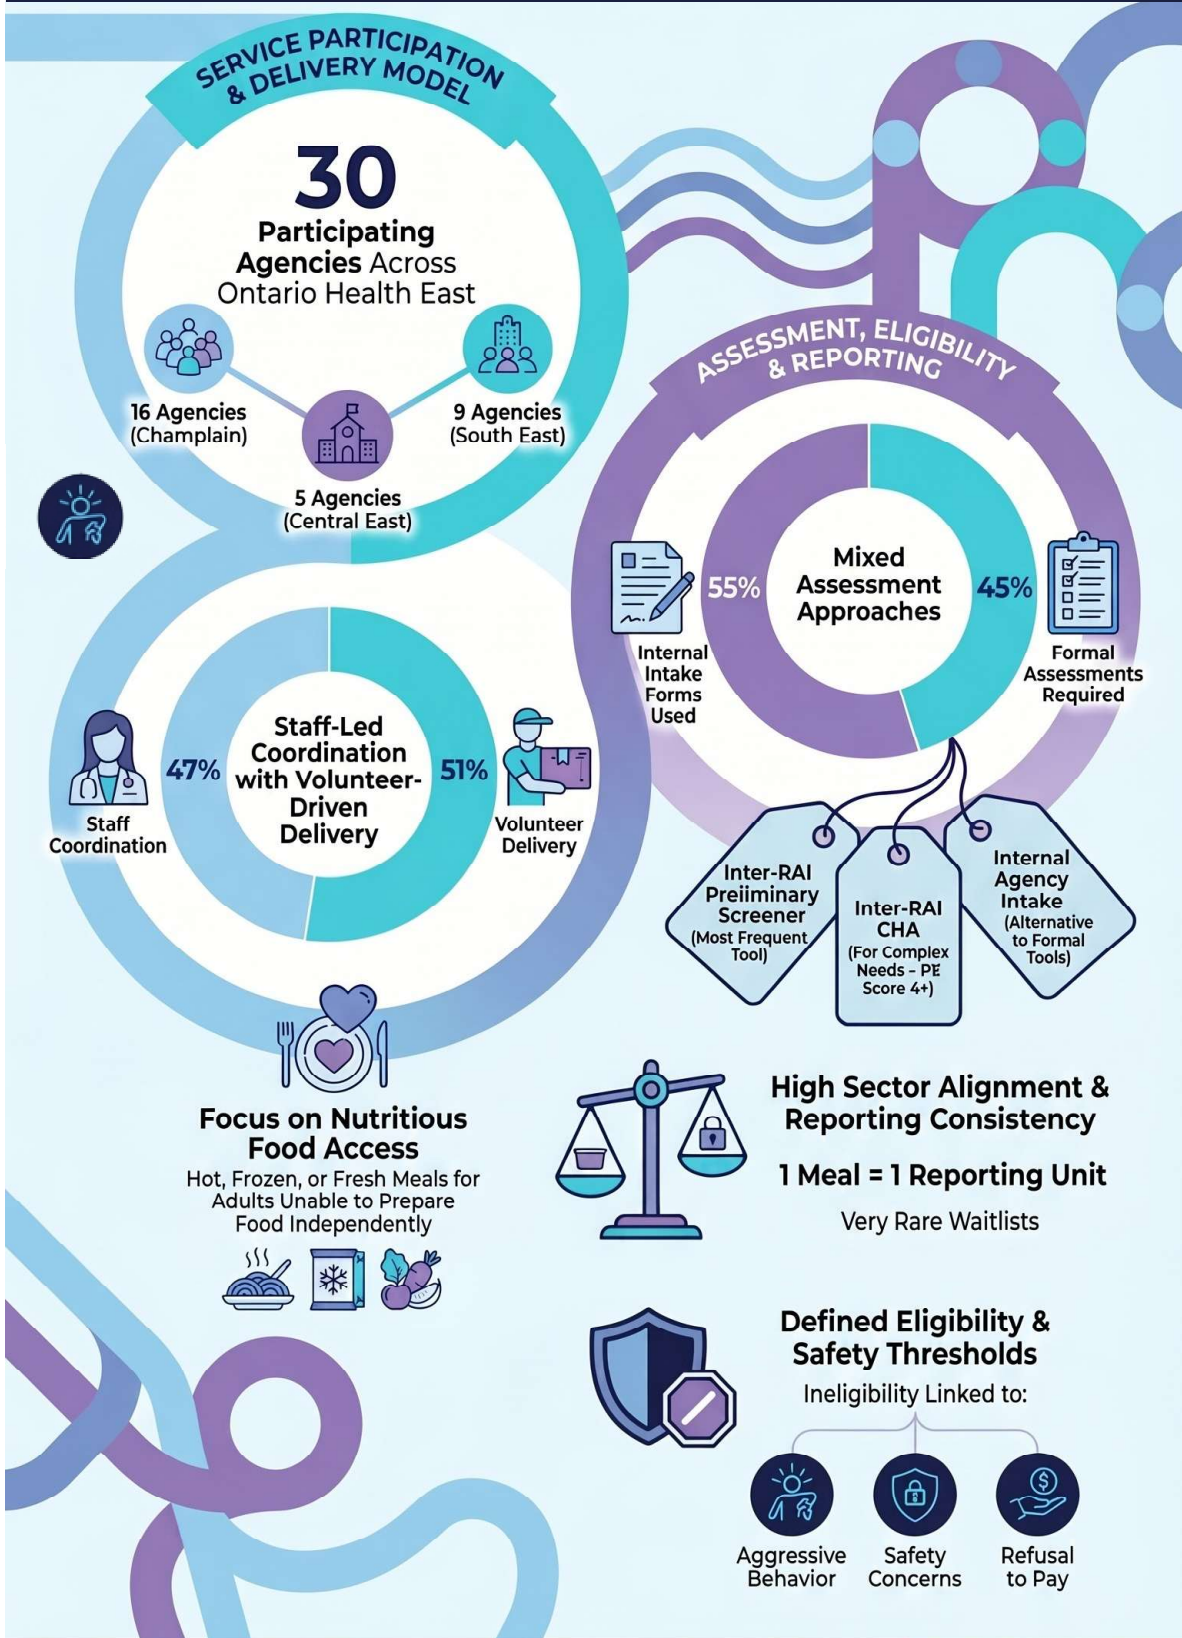 SERVICE PARTICIPATION
& DELIVERY MODEL
30
Participating
Agencies Across
Ontario Health East
16 Agencies
(Champlain)
9 Agencies
(South East)
5 Agencies
(Central East)
47%
Staff-Led
Coordination
with Volunteer-
Driven
Delivery
51%
Staff
Coordination
Volunteer
Delivery
Focus on Nutritious
Food Access
Hot, Frozen, or Fresh Meals for
Adults Unable to Prepare
Food Independently
ASSESSMENT, ELIGIBILITY
& REPORTING
55%
Mixed
Assessment
Approaches
45%
Internal
Intake
Forms
Used
Formal
Assessments
Required
Inter-RAI
Preiiminary
Screener
(Most Frequent
Tool)
Inter-RAI
CHA
(For Complex
Needs - PE
Score 4+)
Internal
Agency
Intake
(Alternative
to Formal
Tools)
High Sector Alignment &
Reporting Consistency
1 Meal = 1 Reporting Unit
Very Rare Waitlists
Defined Eligibility &
Safety Thresholds
Ineligibility Linked to:
$
Aggressive
Behavior
Safety
Concerns
Refusal
to Pay